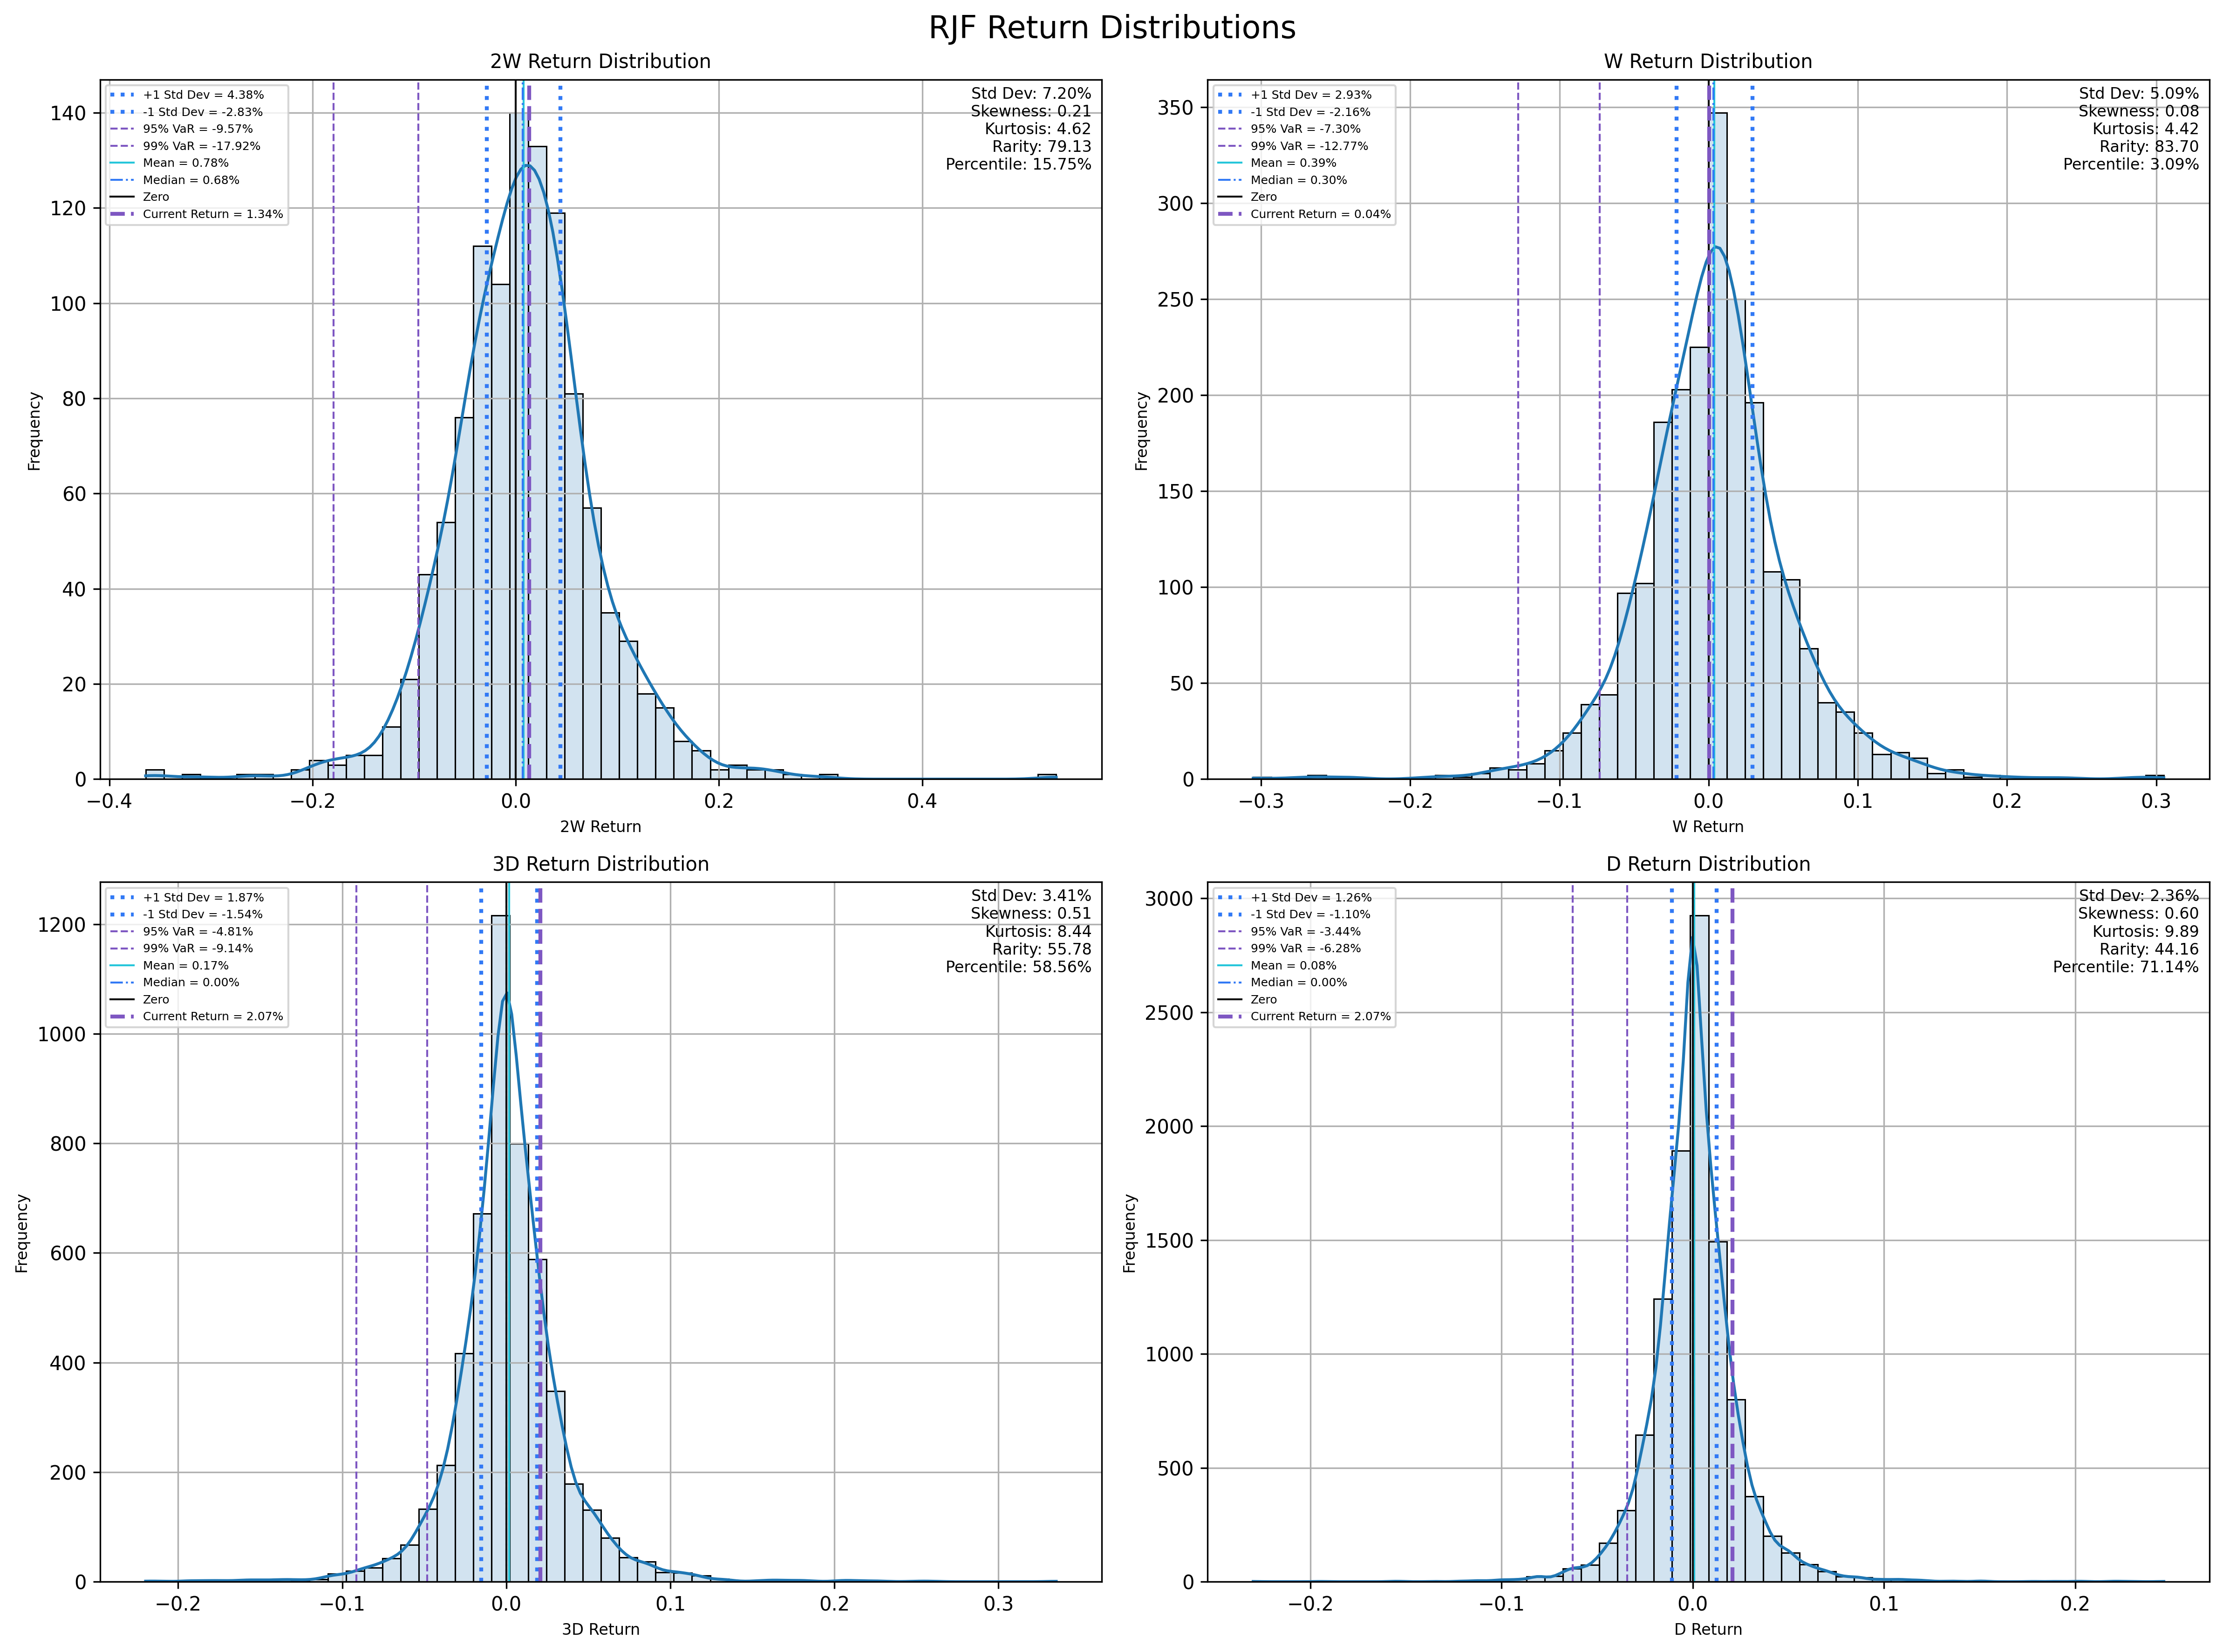 RJF Return Distributions
2W Return Distribution
+1 Std Dev = 4.38%
-1 Std Dev = -2.83%
95% VaR = -9.57%
99% VaR = -17.92%
Mean = 0.78%
Median = 0.68%
Zero
Current Return = 1.34%
Std Dev: 7.20%
Skewness: 0.21
Kurtosis: 4.62
Rarity: 79.13
Percentile: 15.75%
Frequency
140
120
100
80
60
40
20
0
−0.4 −0.2 0.0 0.2 0.4
2W Return
W Return Distribution
+1 Std Dev = 2.93%
-1 Std Dev = -2.16%
95% VaR = -7.30%
99% VaR = -12.77%
Mean = 0.39%
Median = 0.30%
Zero
Current Return = 0.04%
Std Dev: 5.09%
Skewness: 0.08
Kurtosis: 4.42
Rarity: 83.70
Percentile: 3.09%
Frequency
350
300
250
200
150
100
50
0
−0.3 −0.2 −0.1 0.0 0.1 0.2 0.3
W Return
3D Return Distribution
+1 Std Dev = 1.87%
-1 Std Dev = -1.54%
95% VaR = -4.81%
99% VaR = -9.14%
Mean = 0.17%
Median = 0.00%
Zero
Current Return = 2.07%
Std Dev: 3.41%
Skewness: 0.51
Kurtosis: 8.44
Rarity: 55.78
Percentile: 58.56%
Frequency
1200
1000
800
600
400
200
0
−0.2 −0.1 0.0 0.1 0.2 0.3
3D Return
D Return Distribution
+1 Std Dev = 1.26%
-1 Std Dev = -1.10%
95% VaR = -3.44%
99% VaR = -6.28%
Mean = 0.08%
Median = 0.00%
Zero
Current Return = 2.07%
Std Dev: 2.36%
Skewness: 0.60
Kurtosis: 9.89
Rarity: 44.16
Percentile: 71.14%
Frequency
3000
2500
2000
1500
1000
500
0
−0.2 −0.1 0.0 0.1 0.2
D Return